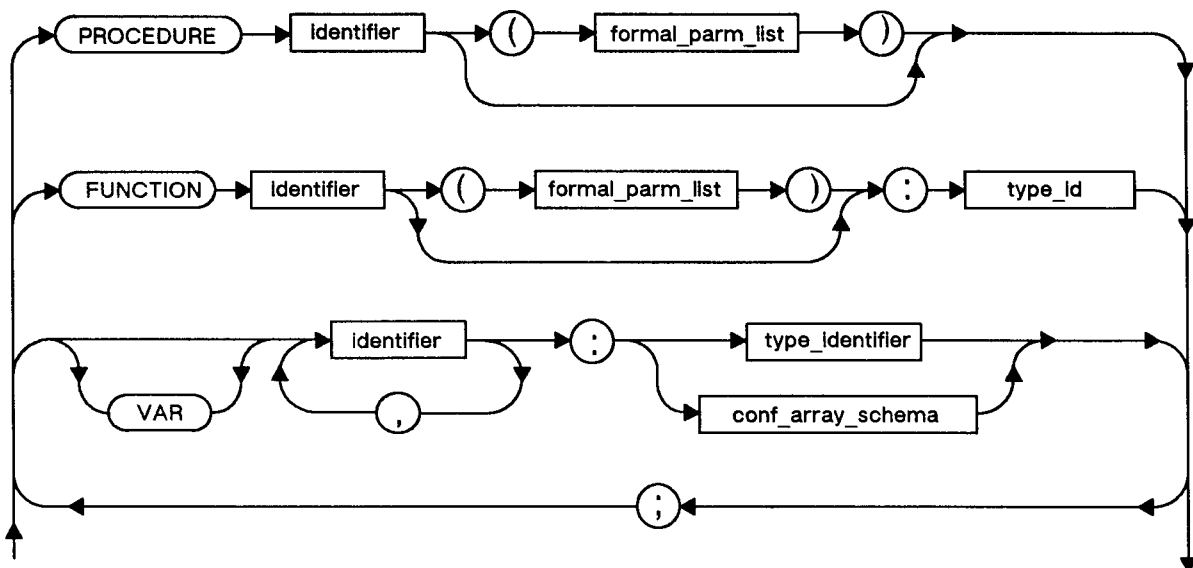 PROCEDURE identifier ( formal_parm_list )
FUNCTION identifier ( formal_parm_list ) : type_id
identifier : type_identifier
VAR , conf_array_schema
;